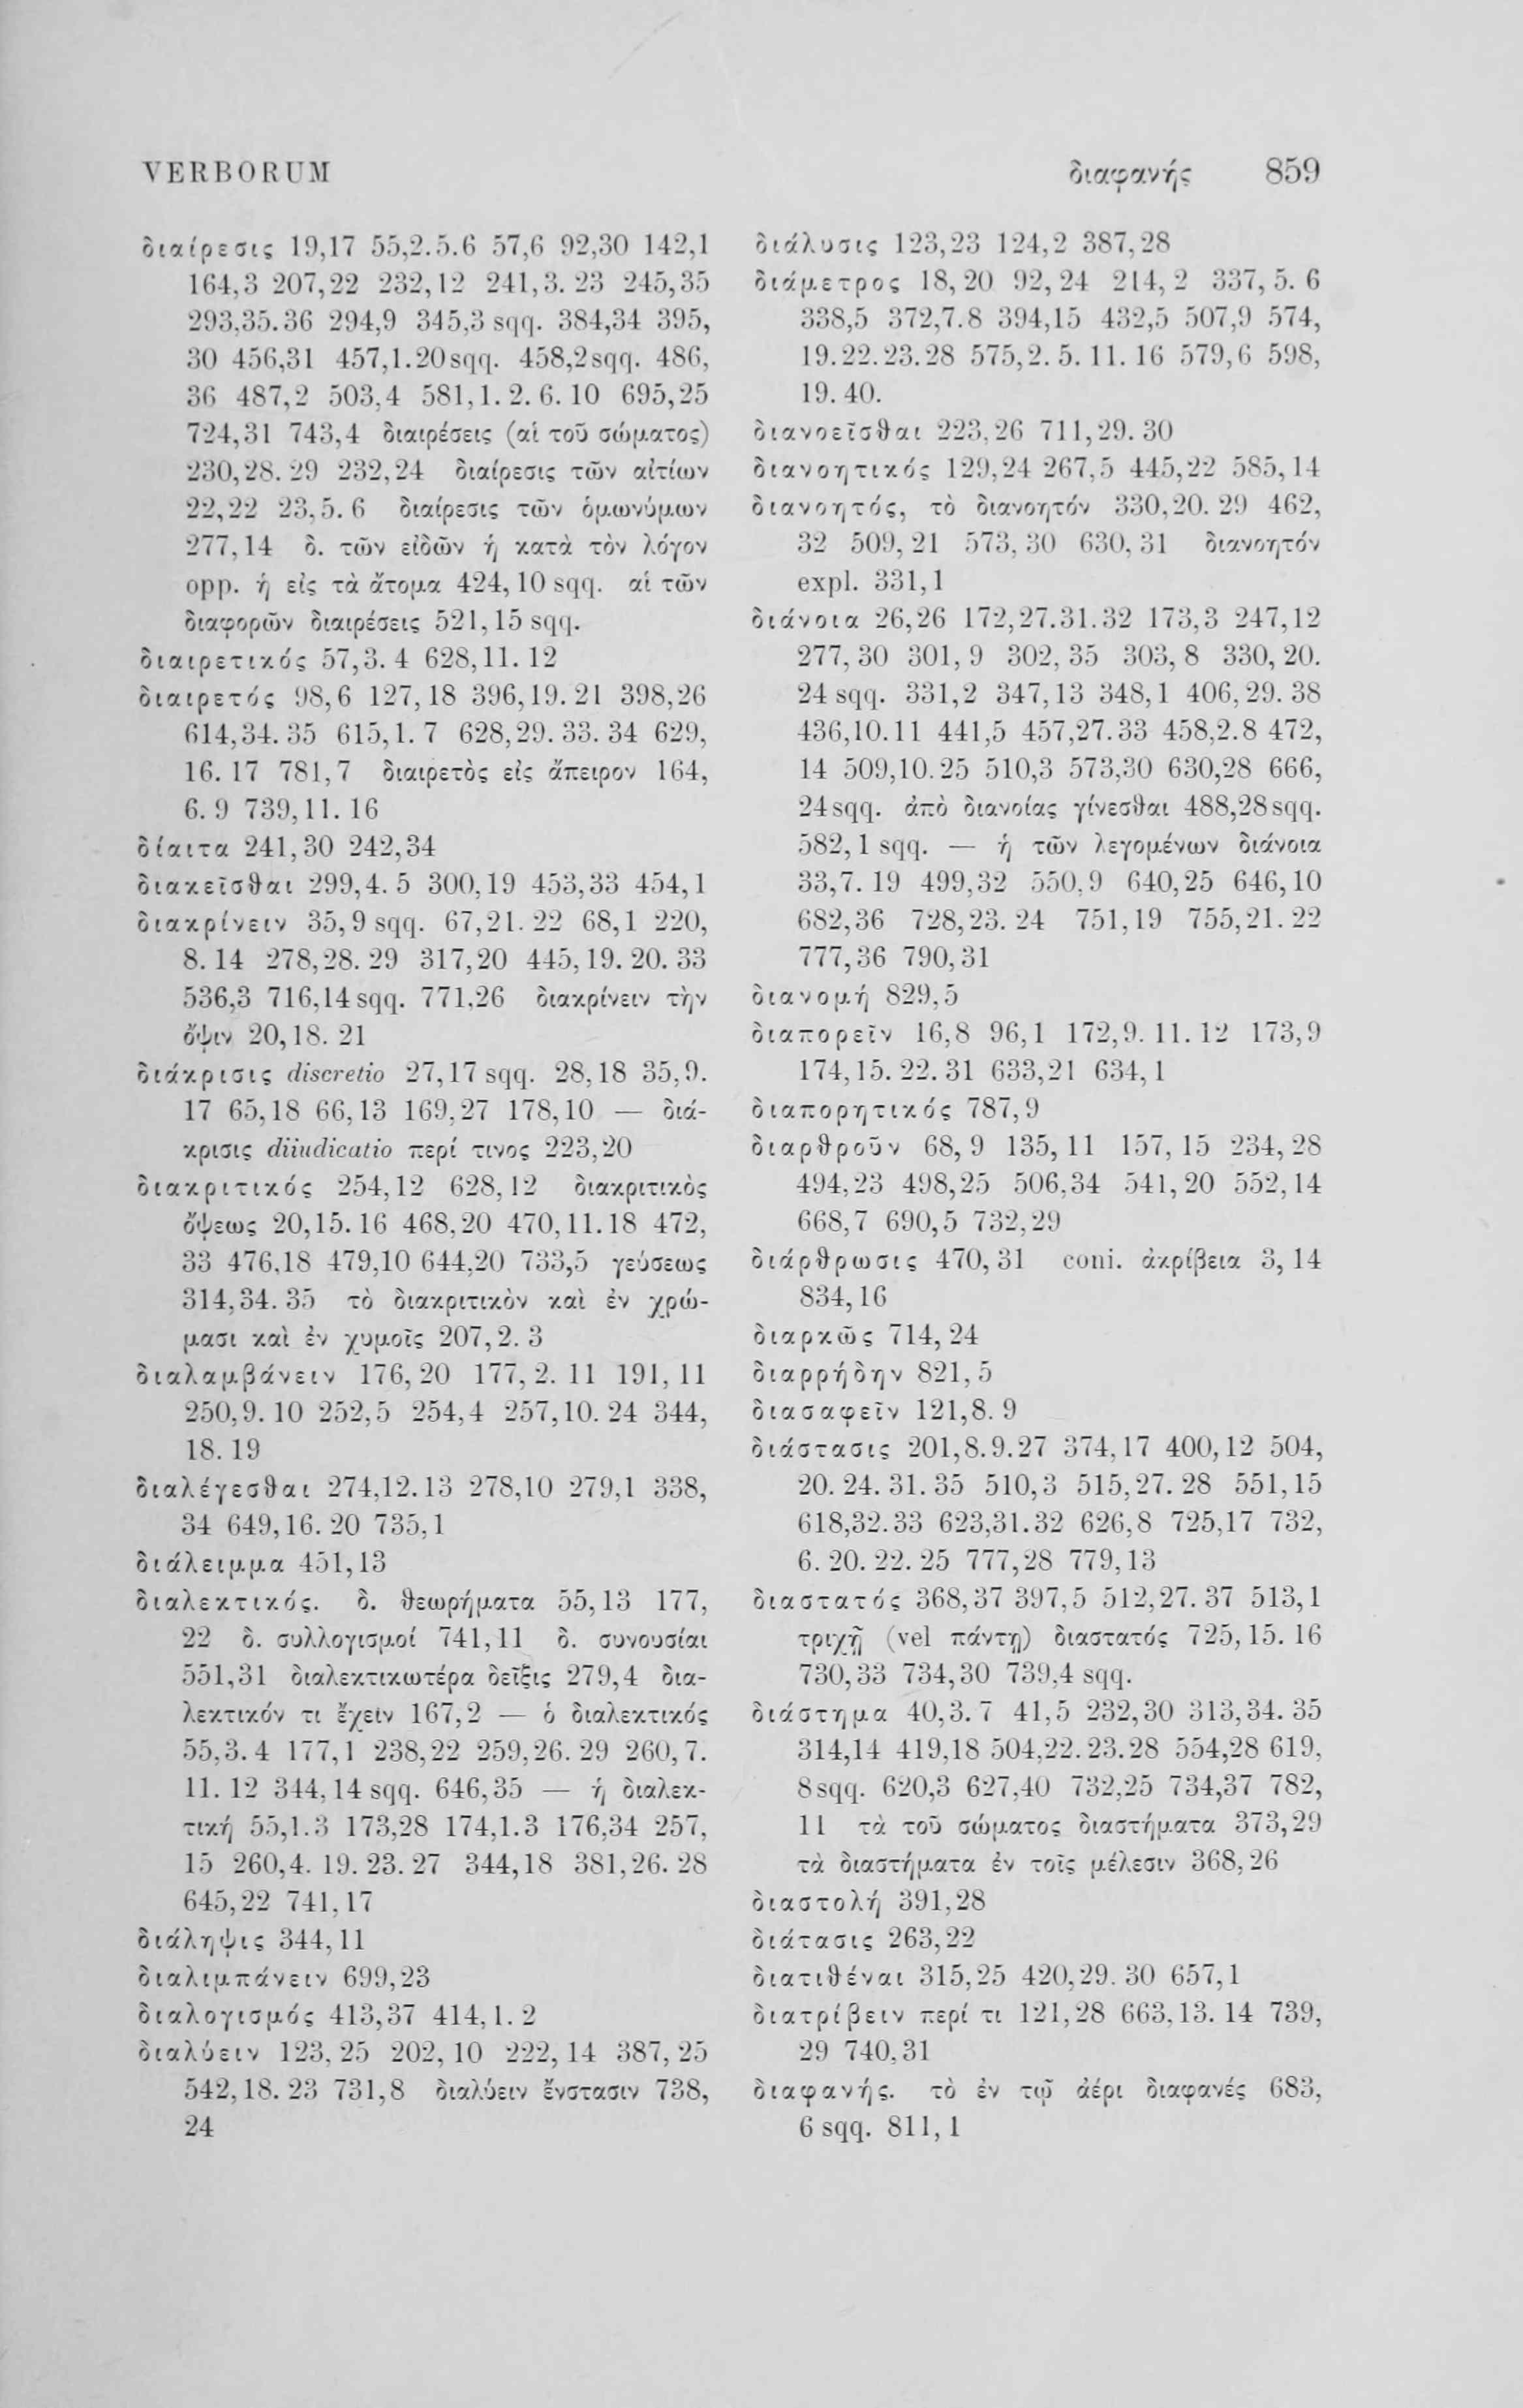 VERBORUM
διαφανής 859
διαίρεσις 19,17 55,2.5.6 57,6 92,30 142,1
164,3 207,22 232,12 241,3. 23 245,35
293,35.36 294,9 345,3 sqq. 384,34 395,
30 456,31 457,1.20sqq. 458,2sqq. 486,
36 487,2 503,4 581,1. 2. 6. 10 695,25
724,31 743,4 διαιρέσεις (αἱ τοῦ σώματος)
230,28. 29 232,24 διαίρεσις τῶν αἰτίων
22,22 23,5. 6 διαίρεσις τῶν ὁμωνύμων
277,14 δ. τῶν εἰδῶν ἡ κατὰ τὸν λόγον
opp. ἡ εἰς τὰ ἄτομα 424,10 sqq. αἱ τῶν
διαφορῶν διαιρέσεις 521,15 sqq.
διαιρετικός 57,3. 4 628,11. 12
διαιρετός 98,6 127,18 396,19. 21 398,26
614,34. 35 615,1. 7 628,29. 33. 34 629,
16. 17 781,7 διαιρετὸς εἰς ἄπειρον 164,
6. 9 739,11. 16
δίαιτα 241,30 242,34
διακεῖσθαι 299,4. 5 300,19 453,33 454,1
διακρίνειν 35,9 sqq. 67,21. 22 68,1 220,
8. 14 278,28. 29 317,20 445,19. 20. 33
536,3 716,14 sqq. 771,26 διακρίνειν τὴν
ὄψιν 20,18. 21
διάκρισις discretio 27,17 sqq. 28,18 35,9.
17 65,18 66,13 169,27 178,10 — διά-
κρισις diiudicatio περί τινος 223,20
διακριτικός 254,12 628,12 διακριτικὸς
ὄψεως 20,15. 16 468,20 470,11.18 472,
33 476,18 479,10 644,20 733,5 γεύσεως
314,34. 35 τὸ διακριτικὸν καὶ ἐν χρώ-
μασι καὶ ἐν χυμοῖς 207,2. 3
διαλαμβάνειν 176,20 177,2. 11 191,11
250,9. 10 252,5 254,4 257,10. 24 344,
18. 19
διαλέγεσθαι 274,12.13 278,10 279,1 338,
34 649,16. 20 735,1
διάλειμμα 451,13
διαλεκτικός. δ. θεωρήματα 55,13 177,
22 δ. συλλογισμοί 741,11 δ. συνουσίαι
551,31 διαλεκτικωτέρα δεῖξις 279,4 δια-
λεκτικόν τι ἔχειν 167,2 — ὁ διαλεκτικός
55,3. 4 177,1 238,22 259,26. 29 260,7.
11. 12 344,14 sqq. 646,35 — ἡ διαλεκ-
τική 55,1.3 173,28 174,1.3 176,34 257,
15 260,4. 19. 23. 27 344,18 381,26. 28
645,22 741,17
διάληψις 344,11
διαλιμπάνειν 699,23
διαλογισμός 413,37 414,1. 2
διαλύειν 123,25 202,10 222,14 387,25
542,18. 23 731,8 διαλύειν ἔνστασιν 738,
24
διάλυσις 123,23 124,2 387,28
διάμετρος 18,20 92,24 214,2 337,5. 6
338,5 372,7.8 394,15 432,5 507,9 574,
19.22.23.28 575,2. 5. 11. 16 579,6 598,
19. 40.
διανοεῖσθαι 223,26 711,29. 30
διανοητικός 129,24 267,5 445,22 585,14
διανοητός, τὸ διανοητόν 330,20. 29 462,
32 509,21 573,30 630,31 διανοητόν
expl. 331,1
διάνοια 26,26 172,27.31.32 173,3 247,12
277,30 301,9 302,35 303,8 330,20.
24 sqq. 331,2 347,13 348,1 406,29. 38
436,10.11 441,5 457,27.33 458,2.8 472,
14 509,10.25 510,3 573,30 630,28 666,
24sqq. ἀπὸ διανοίας γίνεσθαι 488,28sqq.
582,1 sqq. — ἡ τῶν λεγομένων διάνοια
33,7. 19 499,32 550,9 640,25 646,10
682,36 728,23. 24 751,19 755,21. 22
777,36 790,31
διανομή 829,5
διαπορεῖν 16,8 96,1 172,9. 11. 12 173,9
174,15. 22. 31 633,21 634,1
διαπορητικός 787,9
διαρθροῦν 68,9 135,11 157,15 234,28
494,23 498,25 506,34 541,20 552,14
668,7 690,5 732,29
διάρθρωσις 470,31 coni. ἀκρίβεια 3,14
834,16
διαρκῶς 714,24
διαρρήδην 821,5
διασαφεῖν 121,8. 9
διάστασις 201,8.9.27 374,17 400,12 504,
20. 24. 31. 35 510,3 515,27. 28 551,15
618,32.33 623,31.32 626,8 725,17 732,
6. 20. 22. 25 777,28 779,13
διαστατός 368,37 397,5 512,27. 37 513,1
τριχῇ (vel πάντῃ) διαστατός 725,15. 16
730,33 734,30 739,4 sqq.
διάστημα 40,3. 7 41,5 232,30 313,34. 35
314,14 419,18 504,22. 23.28 554,28 619,
8sqq. 620,3 627,40 732,25 734,37 782,
11 τὰ τοῦ σώματος διαστήματα 373,29
τὰ διαστήματα ἐν τοῖς μέλεσιν 368,26
διαστολή 391,28
διάτασις 263,22
διατιθέναι 315,25 420,29. 30 657,1
διατρίβειν περί τι 121,28 663,13. 14 739,
29 740,31
διαφανής. τὸ ἐν τῷ ἀέρι διαφανές 683,
6 sqq. 811,1